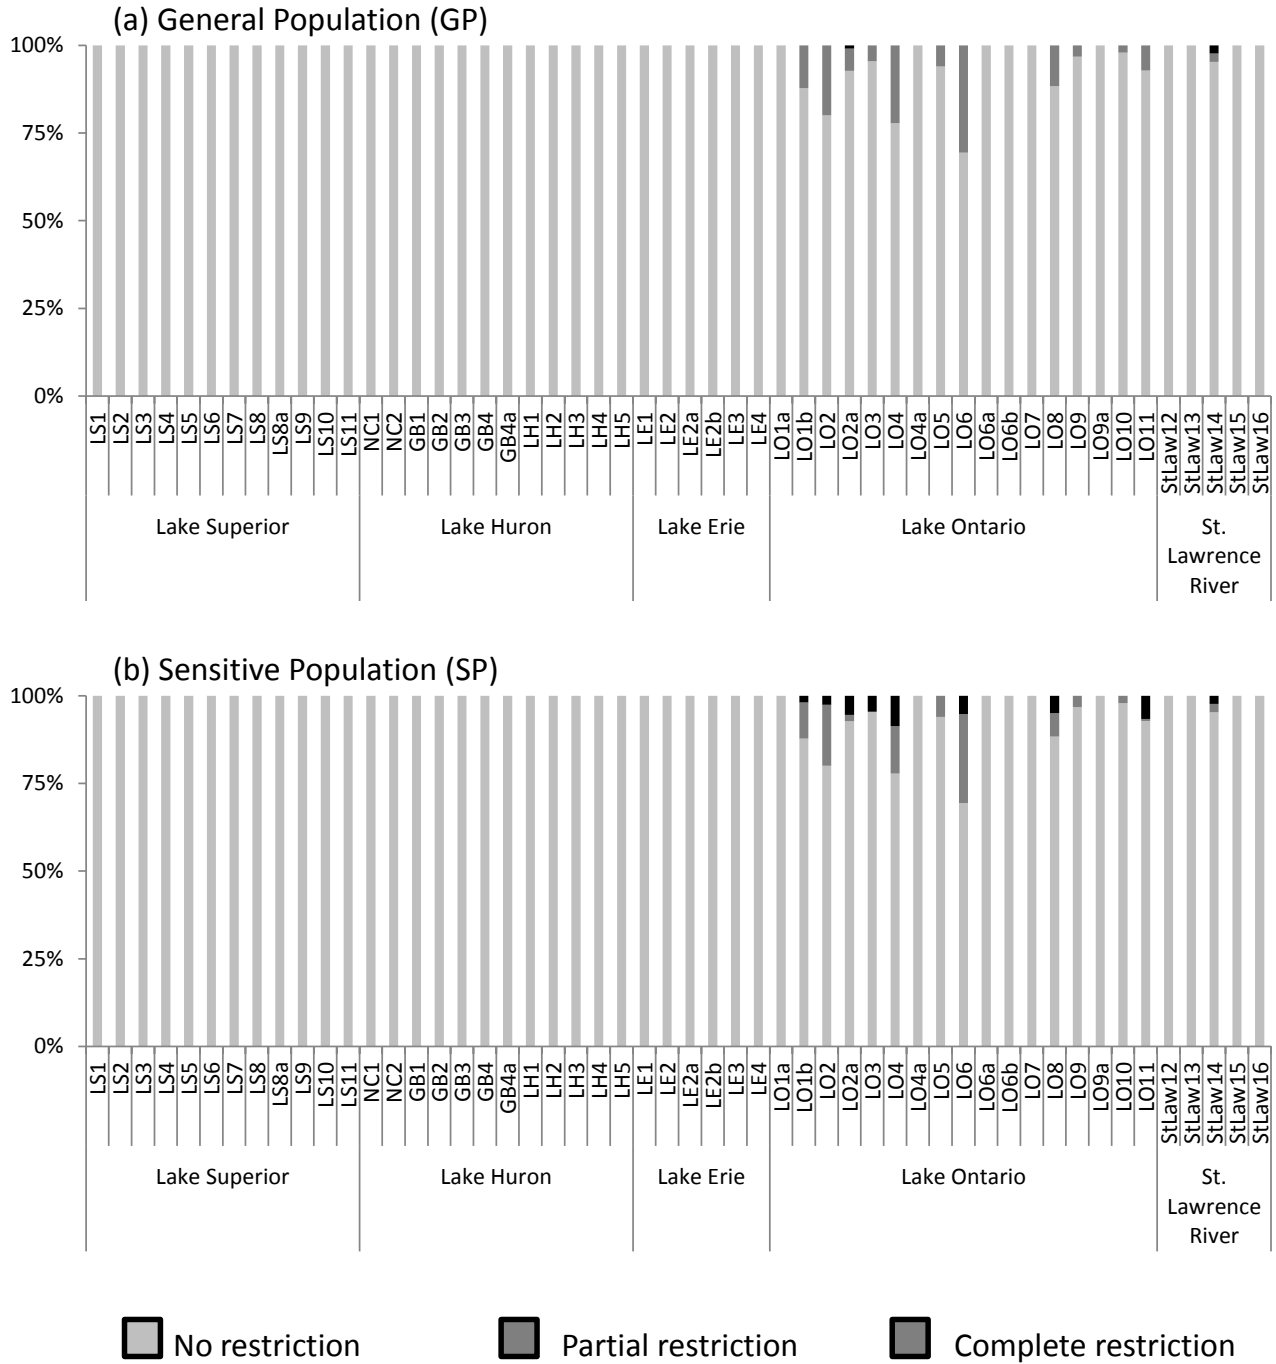 (a) General Population (GP)
100%
75%
50%
25%
0%
LS1 LS2 LS3 LS4 LS5 LS6 LS7 LS8 LS8a LS9 LS10 LS11 NC1 NC2 GB1 GB2 GB3 GB4 GB4a LH1 LH2 LH3 LH4 LH5 LE1 LE2 LE2a LE2b LE3 LE4 LO1a LO1b LO2 LO2a LO3 LO4 LO4a LO5 LO6 LO6a LO6b LO7 LO8 LO9 LO9a LO10 LO11 StLaw12 StLaw13 StLaw14 StLaw15 StLaw16
Lake Superior Lake Huron Lake Erie Lake Ontario St.
Lawrence
River
(b) Sensitive Population (SP)
100%
75%
50%
25%
0%
LS1 LS2 LS3 LS4 LS5 LS6 LS7 LS8 LS8a LS9 LS10 LS11 NC1 NC2 GB1 GB2 GB3 GB4 GB4a LH1 LH2 LH3 LH4 LH5 LE1 LE2 LE2a LE2b LE3 LE4 LO1a LO1b LO2 LO2a LO3 LO4 LO4a LO5 LO6 LO6a LO6b LO7 LO8 LO9 LO9a LO10 LO11 StLaw12 StLaw13 StLaw14 StLaw15 StLaw16
Lake Superior Lake Huron Lake Erie Lake Ontario St.
Lawrence
River
No restriction Partial restriction Complete restriction